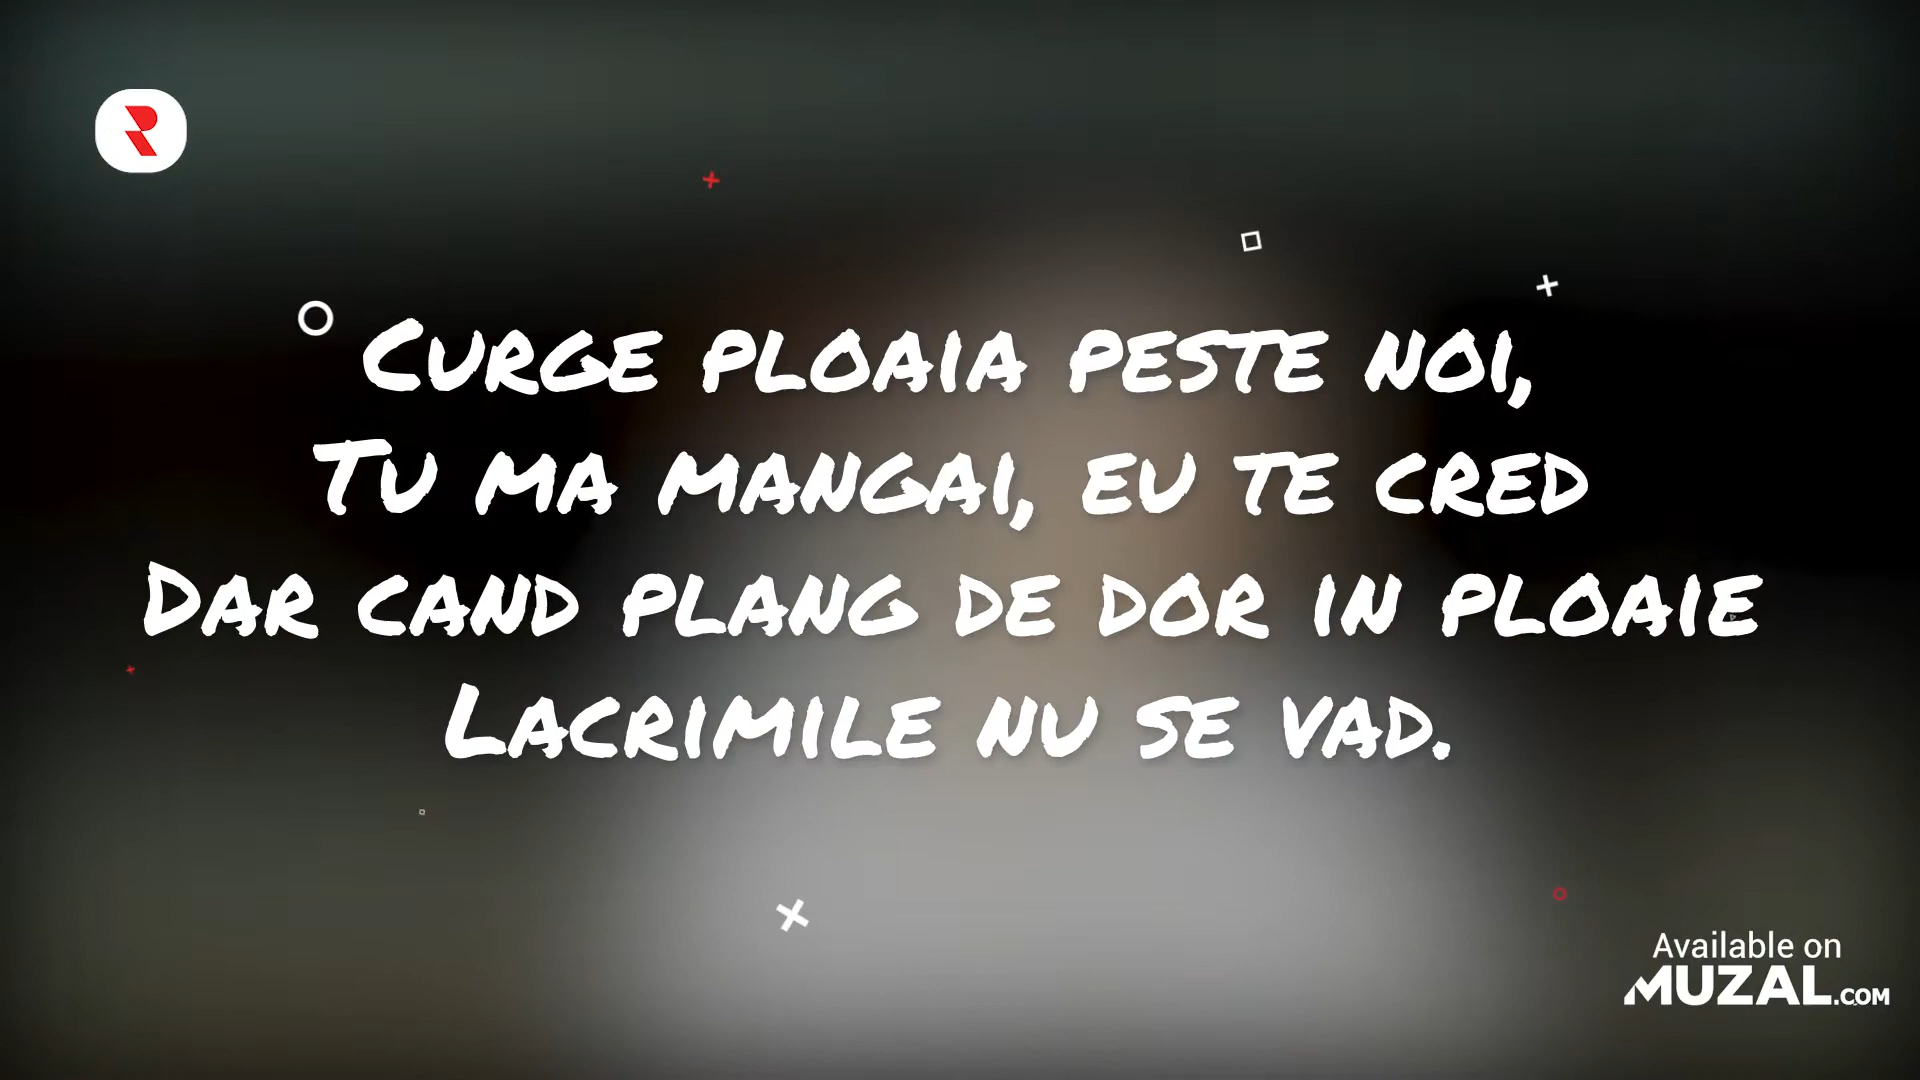 Curge ploaia peste noi,
Tu ma mangai, eu te cred
Dar cand plang de dor in ploaie
Lacrimile nu se vad.
Available on
MUZAL.COM